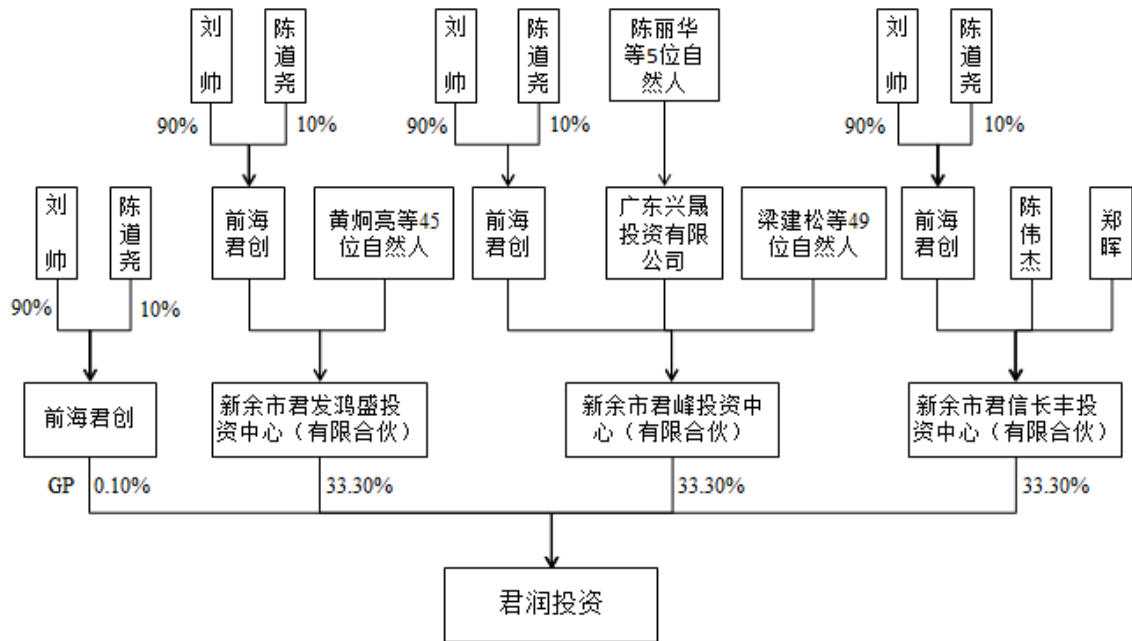 刘帅
陈道尧
刘帅
陈道尧
陈丽华
等5位自
然人
刘帅
陈道尧
90%
10%
90%
10%
90%
10%
刘帅
陈道尧
前海
君创
黄炯亮等45
位自然人
前海
君创
广东兴晟
投资有限
公司
梁建松等49
位自然人
前海
君创
陈伟杰
郑晖
90%
10%
前海君创
新余市君发鸿盛投
资中心（有限合伙）
新余市君峰投资中
心（有限合伙）
新余市君信长丰投
资中心（有限合伙）
GP
0.10%
33.30%
33.30%
33.30%
君润投资